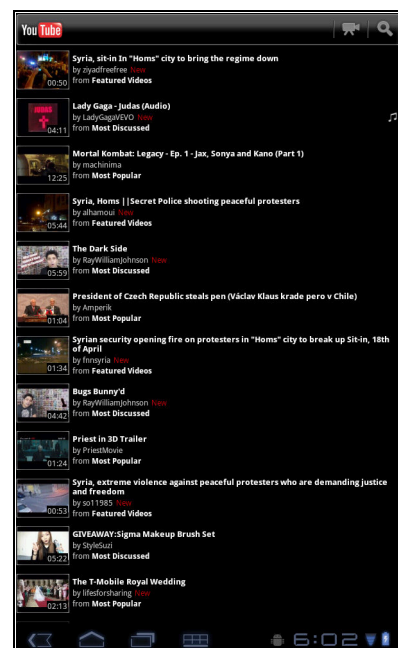 YouTube
Syria, sit-in In "Homs" city to bring the regime down
by ziyadfreefree New
00:50 from Featured Videos
Lady Gaga - Judas (Audio)
by LadyGagaVEVO New
04:11 from Most Discussed
Mortal Kombat: Legacy - Ep. 1 - Jax, Sonya and Kano (Part 1)
by machinima
12:25 from Most Popular
Syria, Homs ||Secret Police shooting peaceful protesters
by alhamoui New
05:44 from Featured Videos
The Dark Side
by RayWilliamJohnson New
05:59 from Most Discussed
President of Czech Republic steals pen (Václav Klaus krade pero v Chile)
by Amperik
01:04 from Most Popular
Syrian security opening fire on protesters in "Homs" city to break up Sit-in, 18th
of April
by fnnsyria New
01:34 from Featured Videos
Bugs Bunny'd
by RayWilliamJohnson New
04:42 from Most Discussed
Priest in 3D Trailer
by PriestMovie
01:24 from Most Popular
Syria, extreme violence against peaceful protesters who are demanding justice
and freedom
by so11985 New
00:53 from Featured Videos
GIVEAWAY:Sigma Makeup Brush Set
by StyleSuzi
05:22 from Most Discussed
The T-Mobile Royal Wedding
by lifesforsharing New
02:13 from Most Popular
6:02